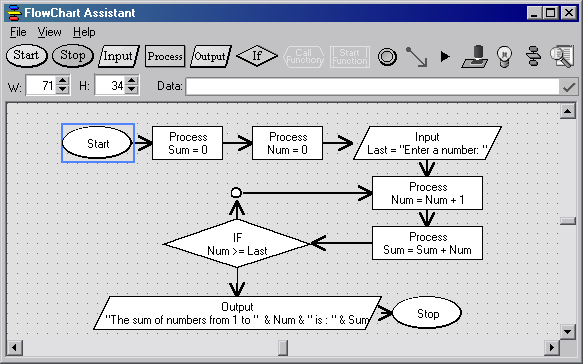 FlowChart Assistant
File View Help
Start Stop Input Process Output If Call Function Start Function
W: 71 H: 34 Data:
Start
Process
Sum = 0
Process
Num = 0
Input
Last = "Enter a number: "
Process
Num = Num + 1
Process
Sum = Sum + Num
IF
Num >= Last
Output
"The sum of numbers from 1 to " & Num & " is : " & Sum
Stop